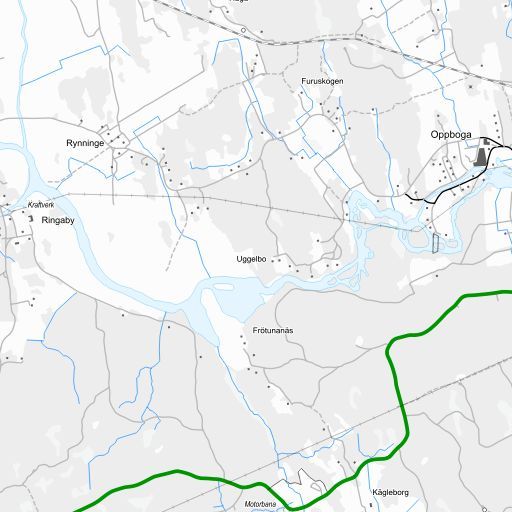 Furuskogen
Oppboga
Rynninge
Kraftverk
Ringaby
Uggelbo
Frötunanäs
Kägleborg
Motorbana